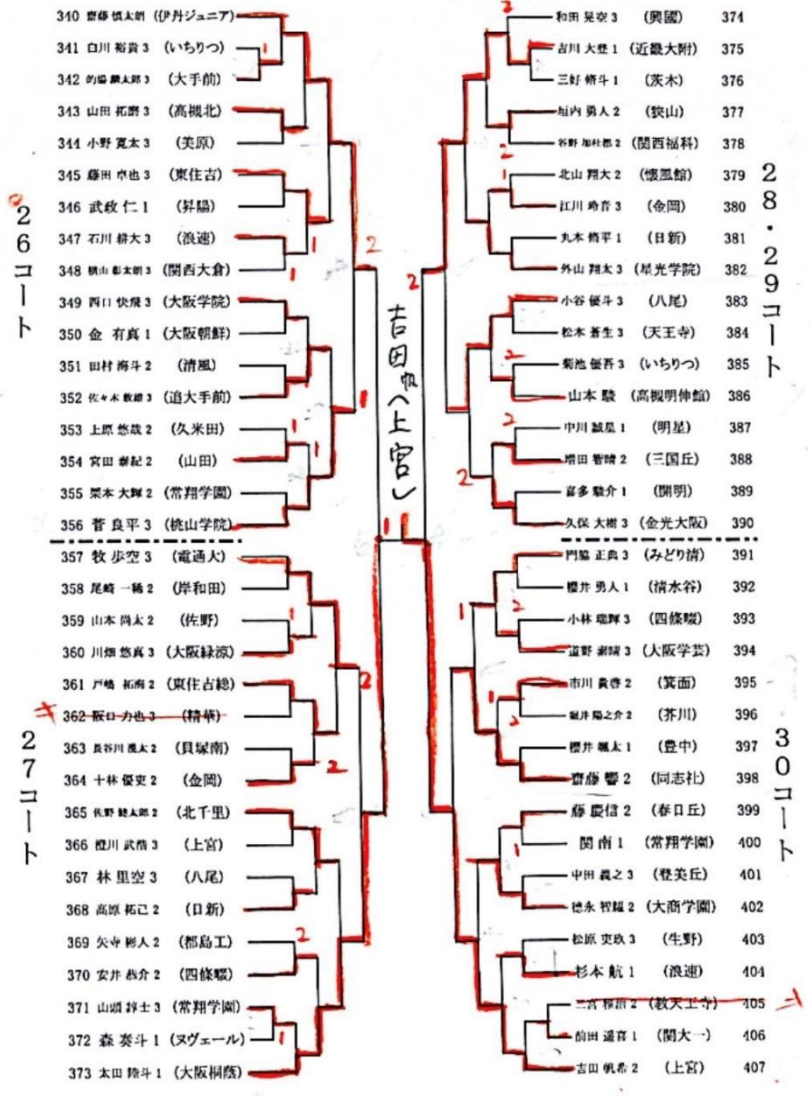 340 齋藤 慎太朗 (伊丹ジュニア)
341 白川 裕貴 3 (いちりつ)
342 的場 麟太郎 3 (大手前)
343 山田 拓磨 3 (高槻北)
344 小野 寛太 3 (美原)
345 藤田 卓也 3 (東住吉)
346 武政 仁 1 (昇陽)
347 石川 耕大 3 (浪速)
348 横山 彰太朗 3 (関西大倉)
349 西口 快飛 3 (大阪学院)
350 金 有真 1 (大阪朝鮮)
351 田村 海斗 2 (清風)
352 佐々木 敦雄 3 (追大手前)
353 上原 悠哉 2 (久米田)
354 宮田 泰紀 2 (山田)
355 栗本 大輝 2 (常翔学園)
356 菅 良平 3 (桃山学院)
357 牧 歩空 3 (電通大)
358 尾崎 一稀 2 (岸和田)
359 山本 尚太 2 (佐野)
360 川畑 悠真 3 (大阪緑涼)
361 戸嶋 拓海 2 (東住吉総)
362 阪口 力也 3 (精華)
363 長谷川 颯太 2 (貝塚南)
364 十林 優吏 2 (金岡)
365 佐野 健太郎 2 (北千里)
366 橙川 武浩 3 (上宮)
367 林 里空 3 (八尾)
368 高原 拓己 2 (日新)
369 矢寺 彬人 2 (都島工)
370 安井 恭介 2 (四條畷)
371 山頭 諄士 3 (常翔学園)
372 森 奏斗 1 (ヌヴェール)
373 太田 陸斗 1 (大阪桐蔭)
26コート
27コート
吉田帆(上宮)
和田 晃空 3 (興國) 374
吉川 大登 1 (近畿大附) 375
三好 脩斗 1 (茨木) 376
垣内 勇人 2 (狭山) 377
谷野 加杜都 2 (関西福科) 378
北山 翔大 2 (懐風館) 379
江川 玲音 3 (金岡) 380
丸本 脩平 1 (日新) 381
外山 翔太 3 (星光学院) 382
小谷 優斗 3 (八尾) 383
松本 蒼生 3 (天王寺) 384
菊池 優吾 3 (いちりつ) 385
山本 駿 (高槻明伸館) 386
中川 誠星 1 (明星) 387
増田 智晴 2 (三国丘) 388
喜多 駿介 1 (開明) 389
久保 大樹 3 (金光大阪) 390
門脇 正典 3 (みどり清) 391
櫻井 勇人 1 (清水谷) 392
小林 瑞輝 3 (四條畷) 393
道野 素晴 3 (大阪学芸) 394
市川 貴啓 2 (箕面) 395
堀井 陽之介 2 (芥川) 396
櫻井 颯太 1 (豊中) 397
齋藤 響 2 (同志社) 398
藤 慶信 2 (春日丘) 399
関 南 1 (常翔学園) 400
中田 義之 3 (登美丘) 401
徳永 智耀 2 (大商学園) 402
松原 吏玖 3 (生野) 403
杉本 航 1 (浪速) 404
二宮 雅治 2 (教天王寺) 405
前田 遥喜 1 (関大一) 406
吉田 帆希 2 (上宮) 407
28・29コート
30コート